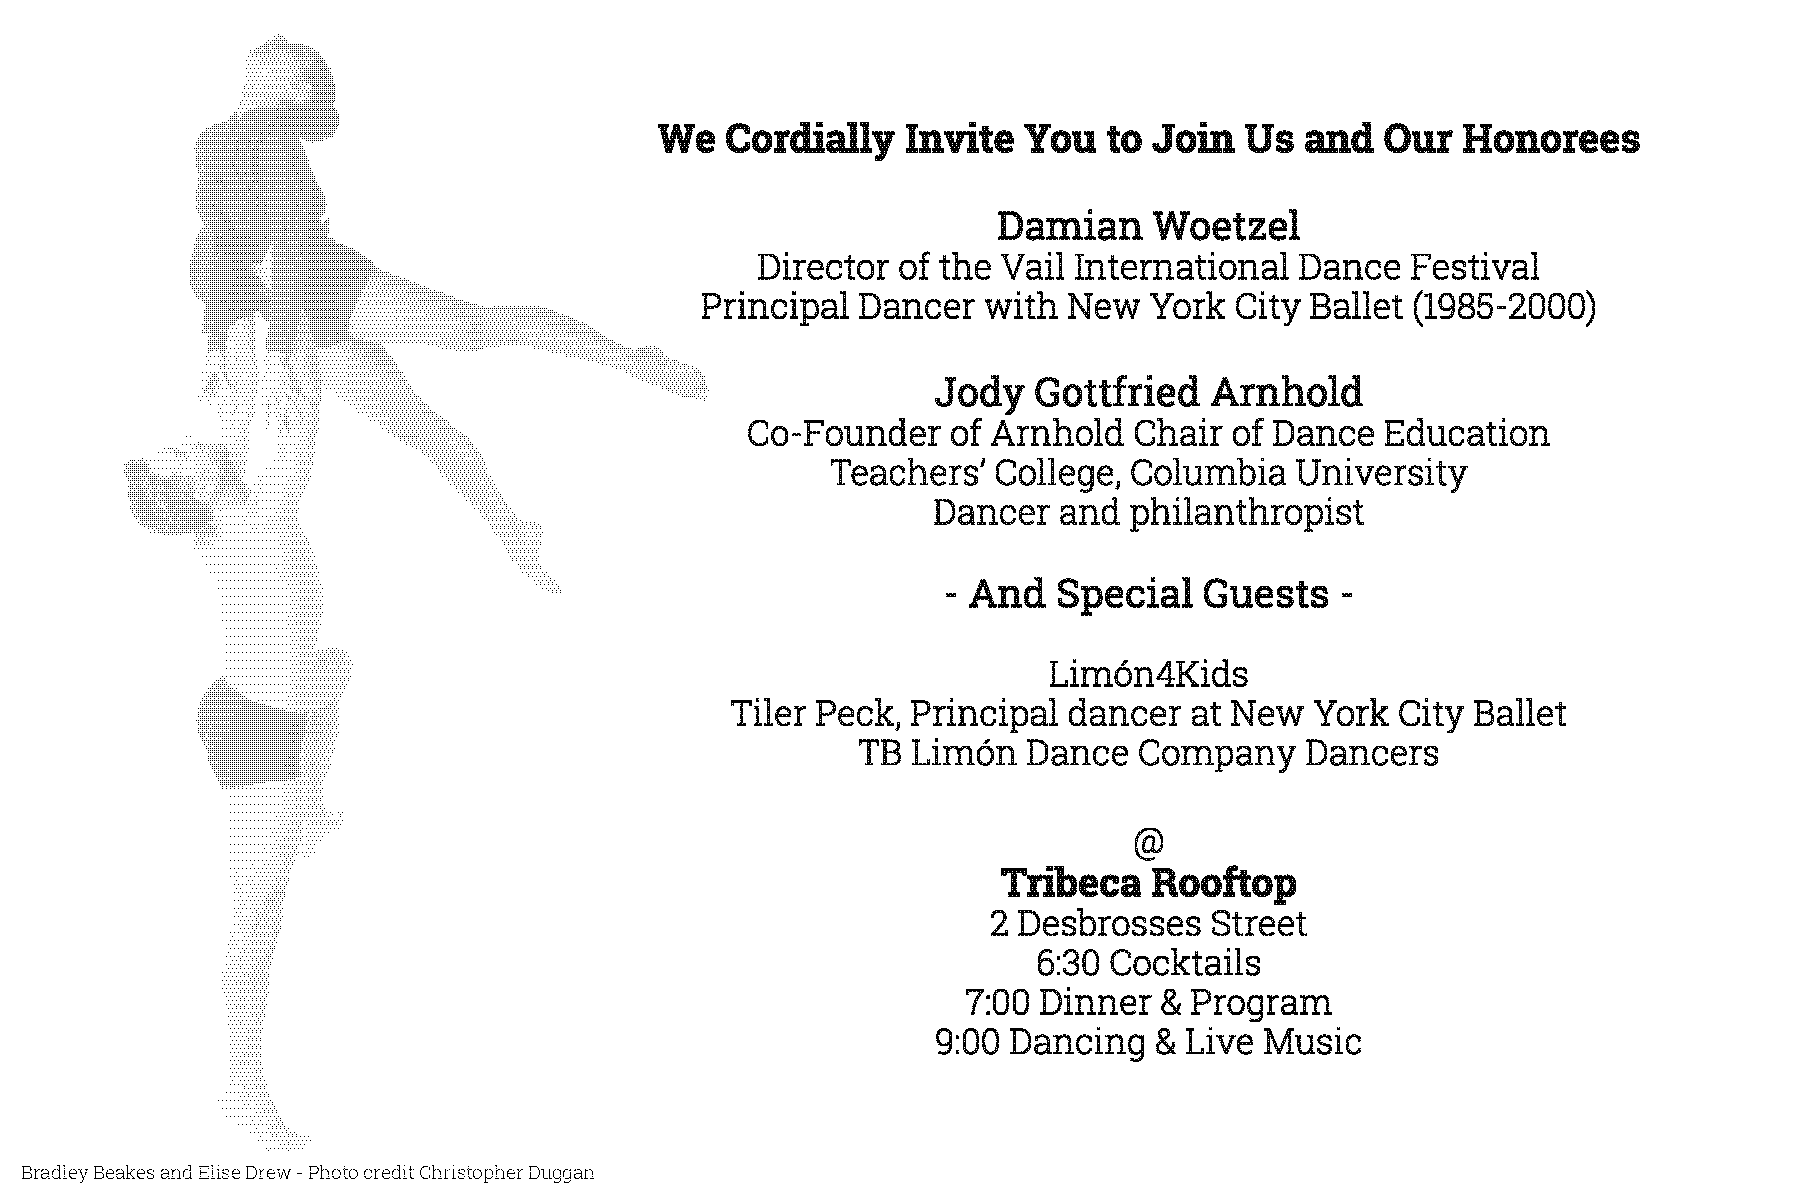 We Cordially Invite You to Join Us and Our Honorees
Damian Woetzel
Director of the Vail International Dance Festival
Principal Dancer with New York City Ballet (1985-2000)
Jody Gottfried Arnhold
Co-Founder of Arnhold Chair of Dance Education
Teachers’ College, Columbia University
Dancer and philanthropist
- And Special Guests -
Limón4Kids
Tiler Peck, Principal dancer at New York City Ballet
TB Limón Dance Company Dancers
@
Tribeca Rooftop
2 Desbrosses Street
6:30 Cocktails
7:00 Dinner & Program
9:00 Dancing & Live Music
Bradley Beakes and Elise Drew - Photo credit Christopher Duggan